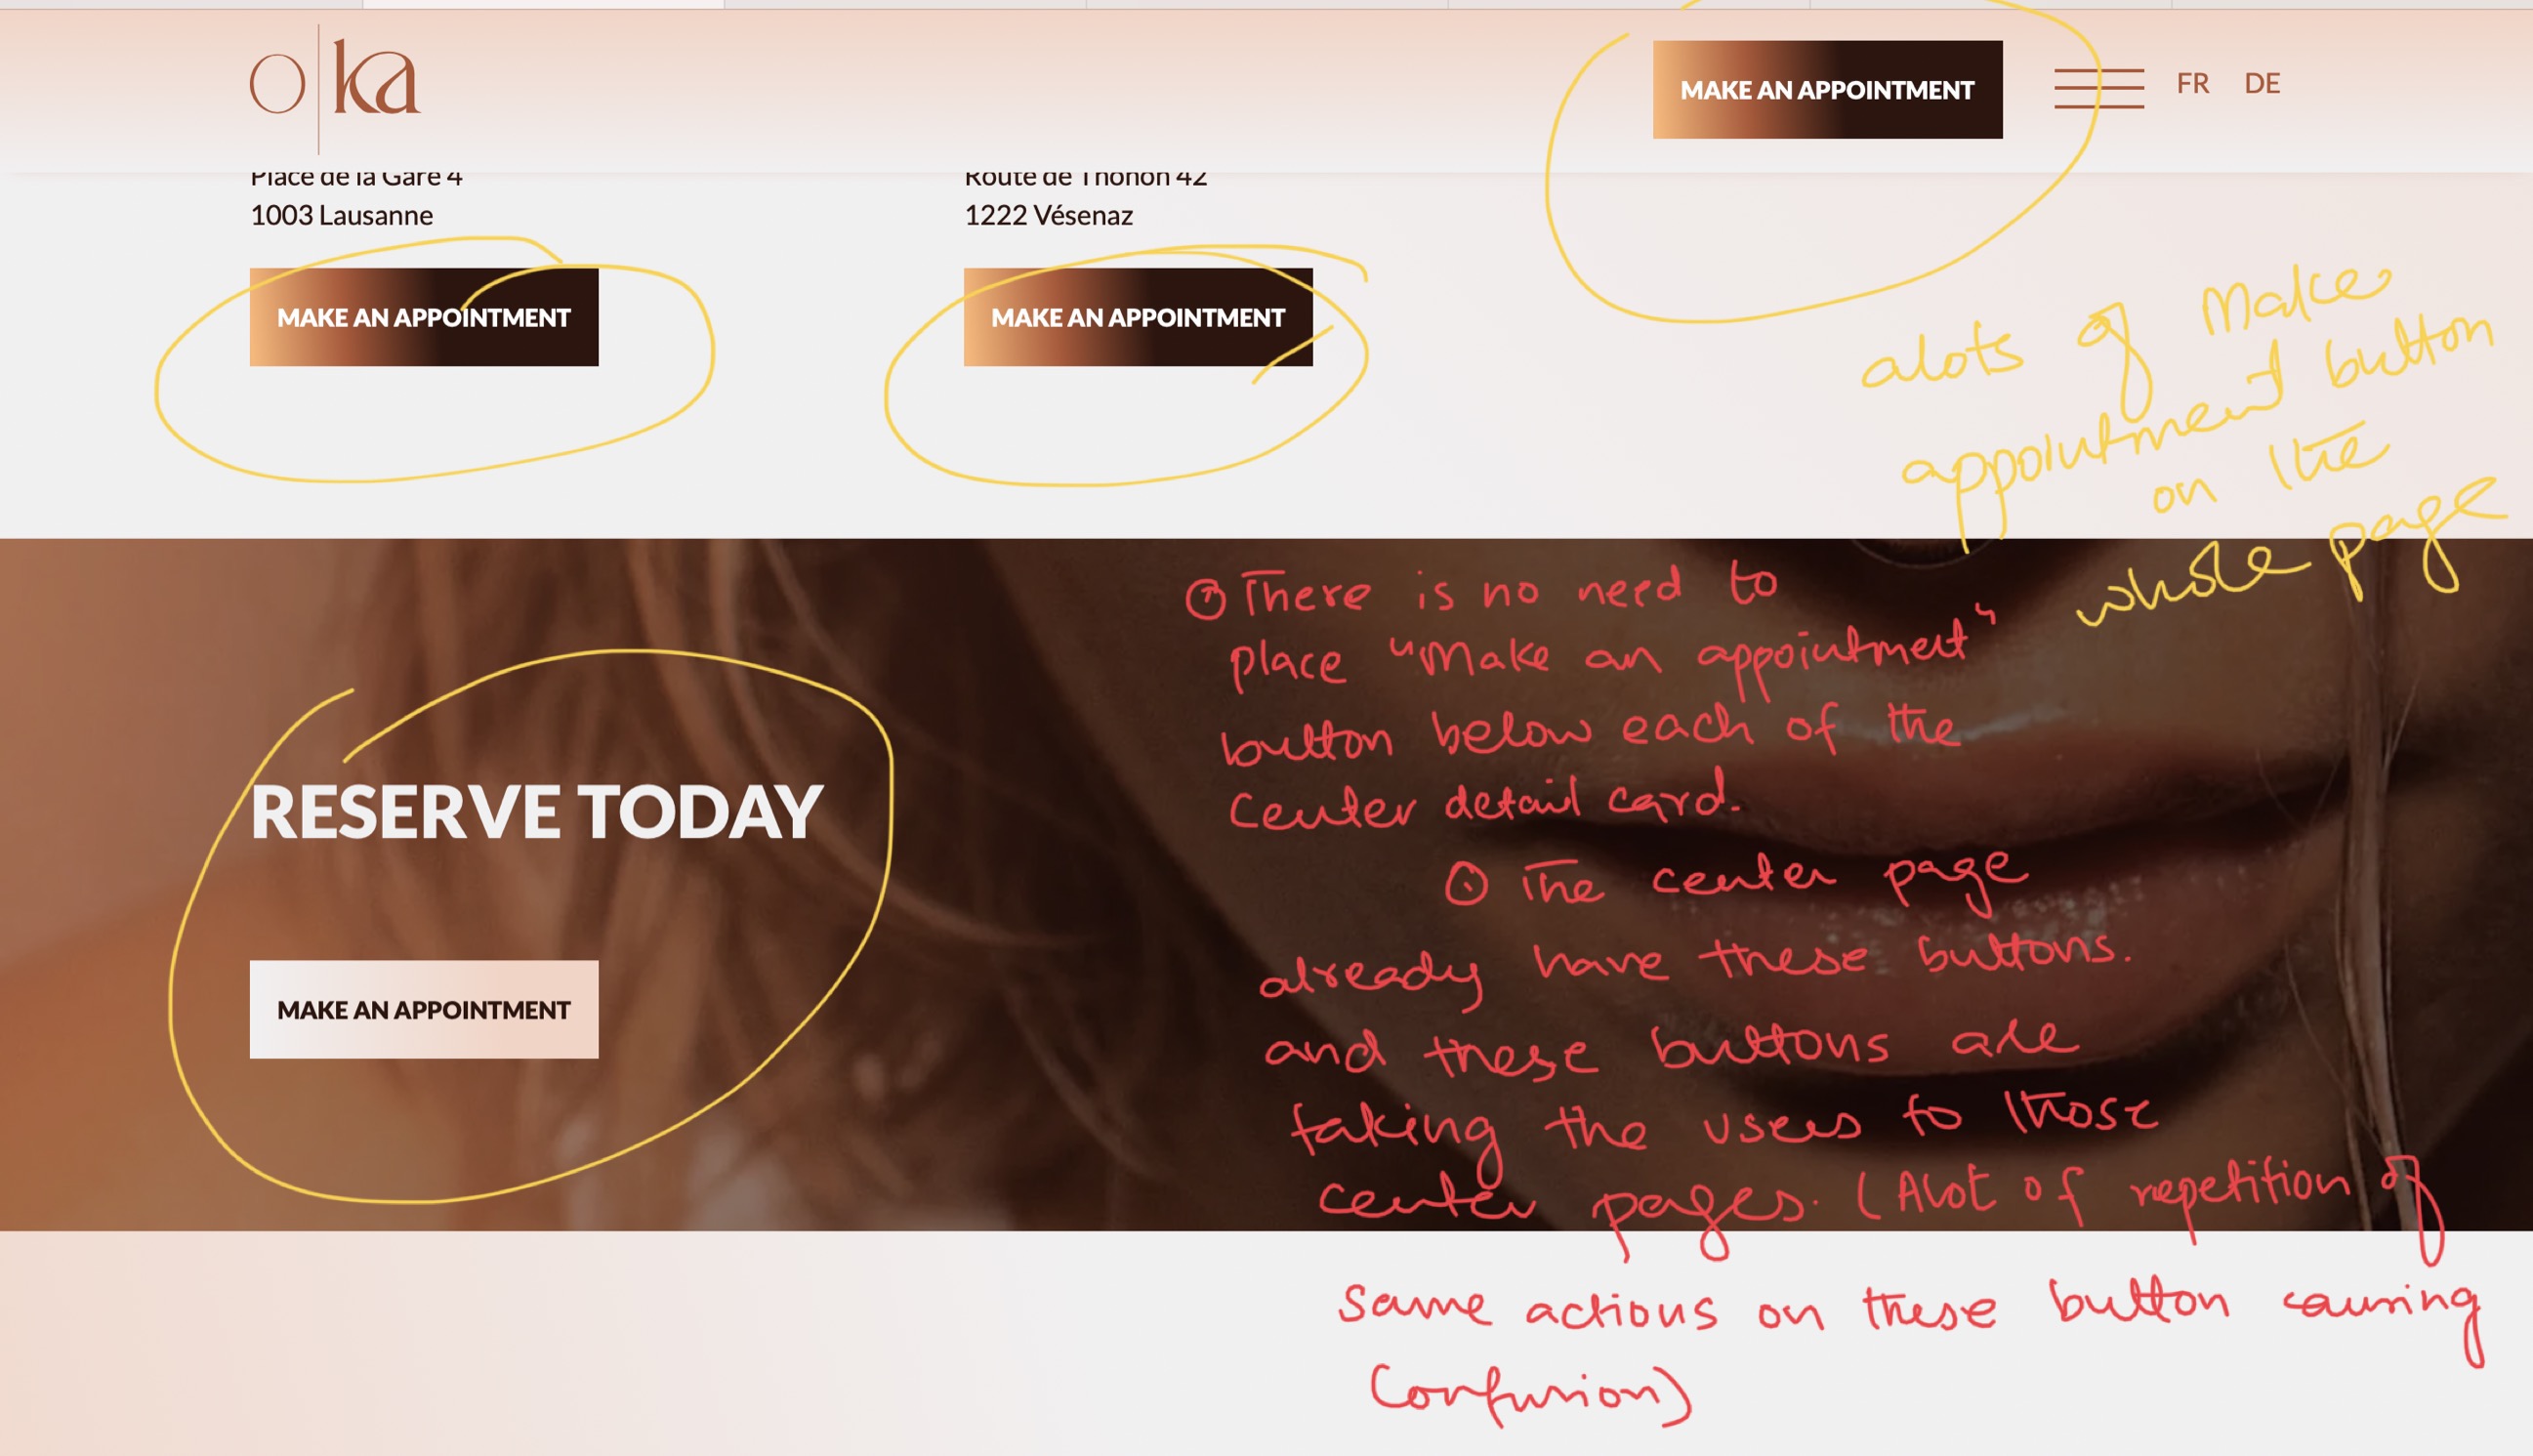 o ka
MAKE AN APPOINTMENT
FR DE
Place de la Gare 4
1003 Lausanne
Route de Thonon 42
1222 Vésenaz
MAKE AN APPOINTMENT
MAKE AN APPOINTMENT
alots of Make
appointment button
on the
whole page
There is no need to
place "Make an appointment"
button below each of the
Center detail card.
The center page
already have these buttons.
and these buttons are
taking the users to those
center pages. (Alot of repetition of
same actions on these button causing
Confusion)
RESERVE TODAY
MAKE AN APPOINTMENT